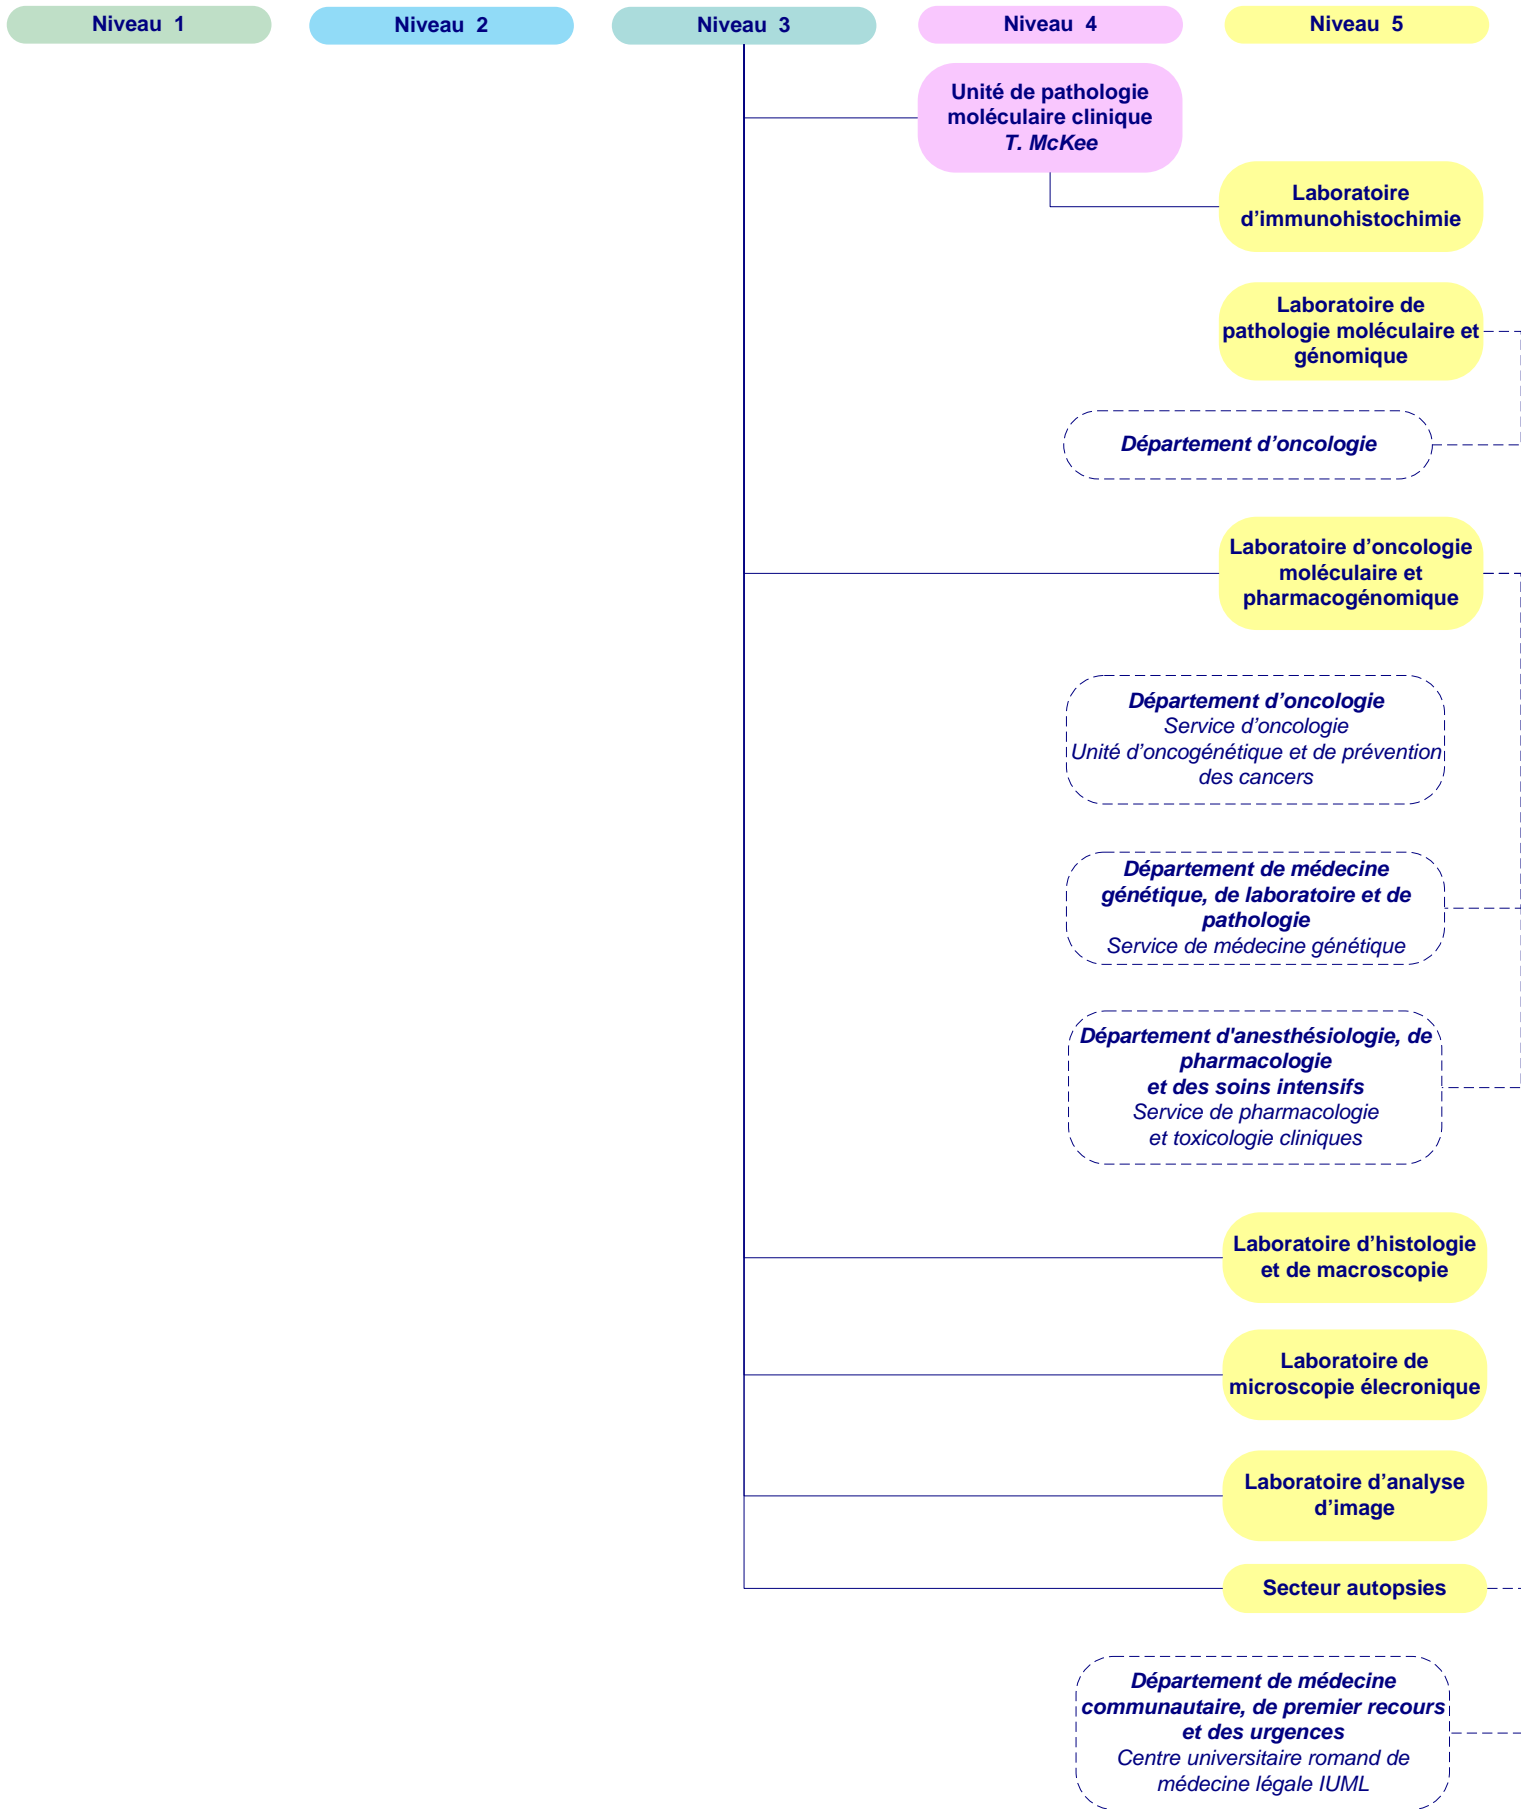 Niveau 1
Niveau 2
Niveau 3
Niveau 4
Niveau 5
Unité de pathologie
moléculaire clinique
T. McKee
Laboratoire
d’immunohistochimie
Laboratoire de
pathologie moléculaire et
génomique
Département d’oncologie
Laboratoire d’oncologie
moléculaire et
pharmacogénomique
Département d’oncologie
Service d’oncologie
Unité d’oncogénétique et de prévention
des cancers
Département de médecine
génétique, de laboratoire et de
pathologie
Service de médecine génétique
Département d'anesthésiologie, de
pharmacologie
et des soins intensifs
Service de pharmacologie
et toxicologie cliniques
Laboratoire d’histologie
et de macroscopie
Laboratoire de
microscopie élecronique
Laboratoire d’analyse
d’image
Secteur autopsies
Département de médecine
communautaire, de premier recours
et des urgences
Centre universitaire romand de
médecine légale IUML